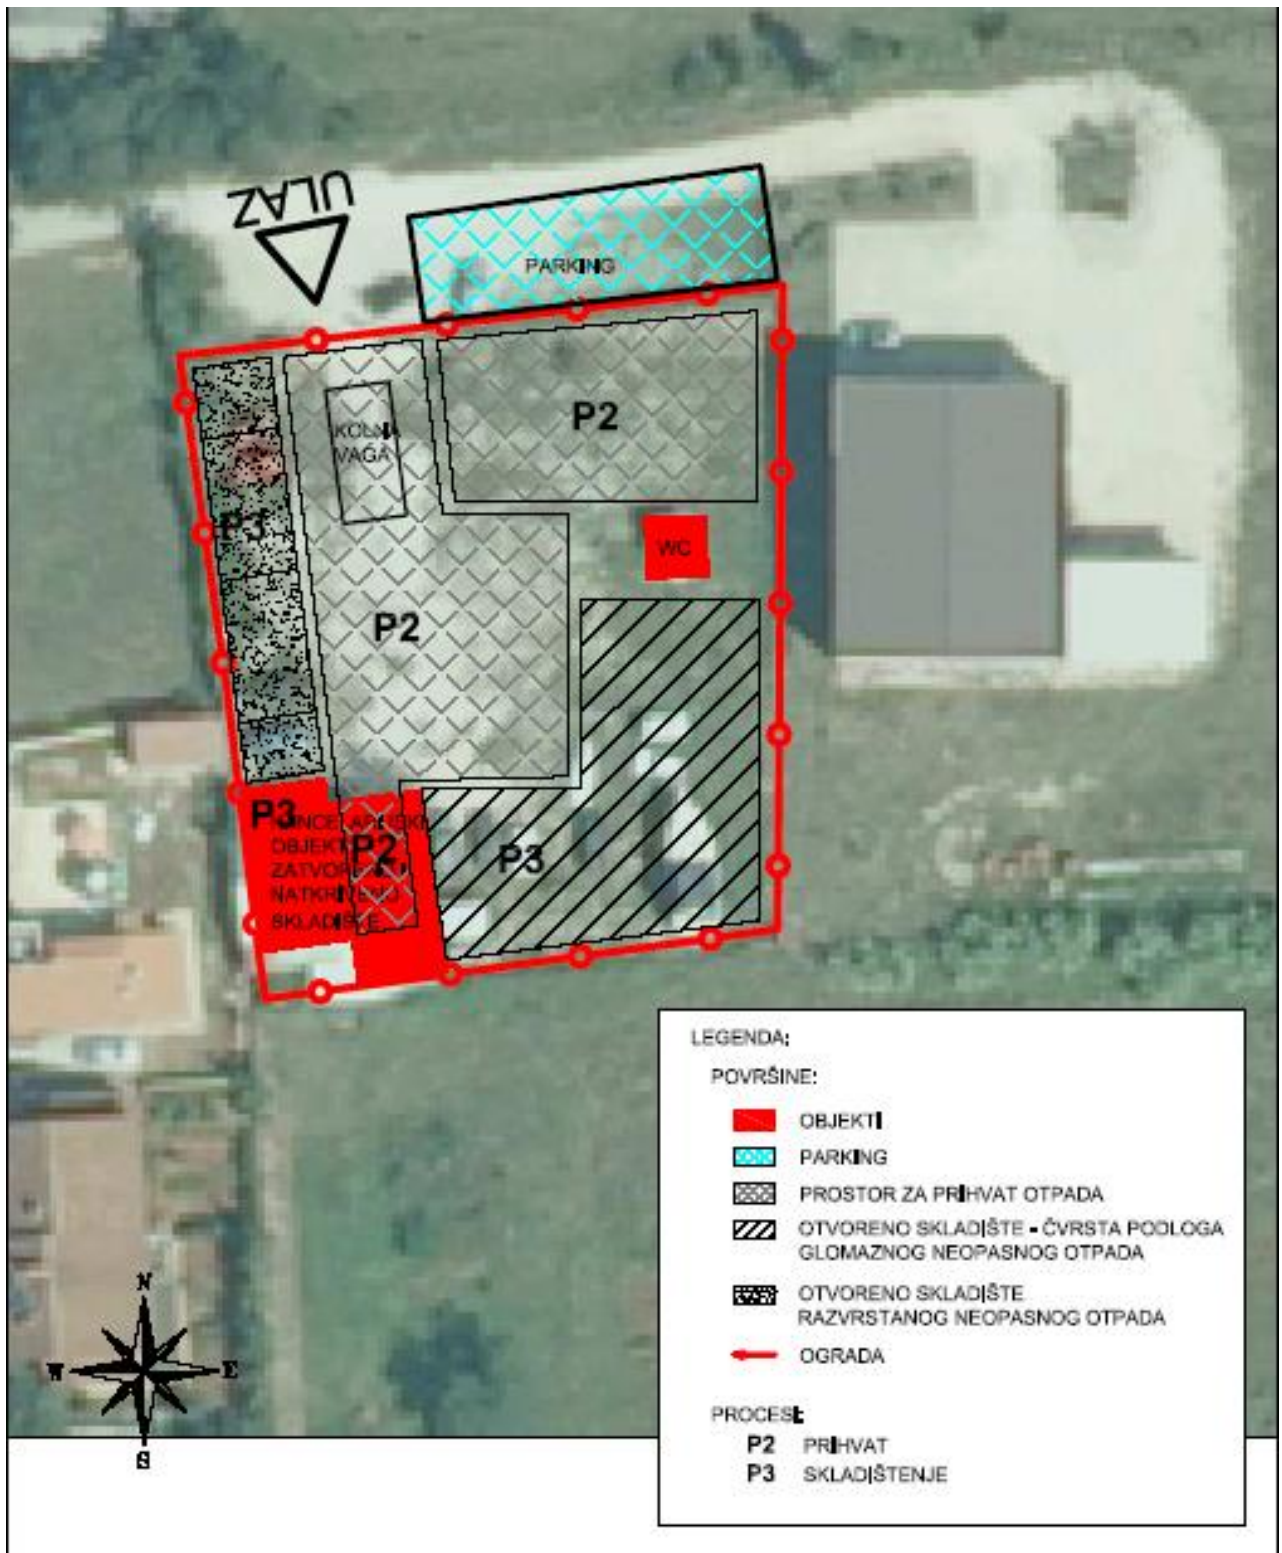 ULAZ
PARKING
P2
KOLNA
VAGA
P3
WC
P2
P3
OBJEKT
P2
P3
NATKRIVENO
SKLADIŠTE
LEGENDA:
POVRŠINE:
OBJEKTI
PARKING
PROSTOR ZA PRIHVAT OTPADA
OTVORENO SKLADIŠTE - ČVRSTA PODLOGA
GLOMAZNOG NEOPASNOG OTPADA
OTVORENO SKLADIŠTE
RAZVRSTANOG NEOPASNOG OTPADA
OGRADA
PROCESI:
P2 PRIHVAT
P3 SKLADIŠTENJE
N
W
E
S